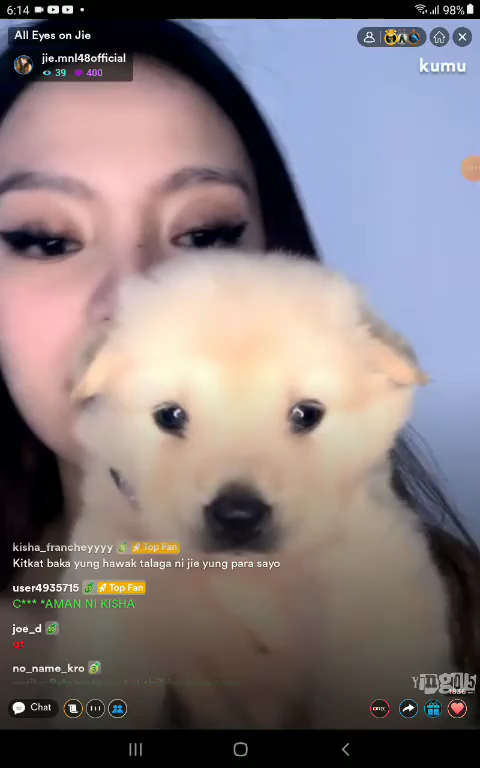 6:14
98%
All Eyes on Jie
jie.mnl48official
39
400
kumu
kisha_francheyyyy
Top Fan
Kitkat baka yung hawak talaga ni jie yung para sayo
user4935715
Top Fan
C*** *AMAN NI KISHA
joe_d
qt
no_name_kro
Chat